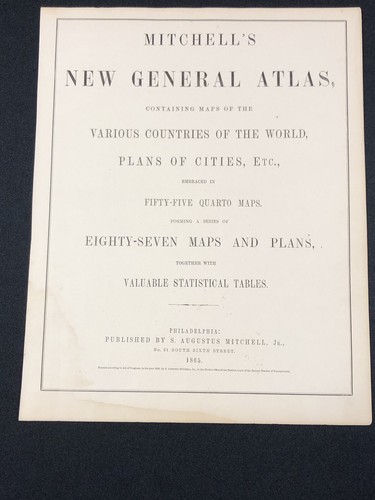 MITCHELL'S
NEW GENERAL ATLAS,
CONTAINING MAPS OF THE
VARIOUS COUNTRIES OF THE WORLD,
PLANS OF CITIES, ETC.,
EMBRACED IN
FIFTY-FIVE QUARTO MAPS,
FORMING A SERIES OF
EIGHTY-SEVEN MAPS AND PLANS,
TOGETHER WITH
VALUABLE STATISTICAL TABLES.
PHILADELPHIA:
PUBLISHED BY S. AUGUSTUS MITCHELL, JR.,
No. 31 SOUTH SIXTH STREET.